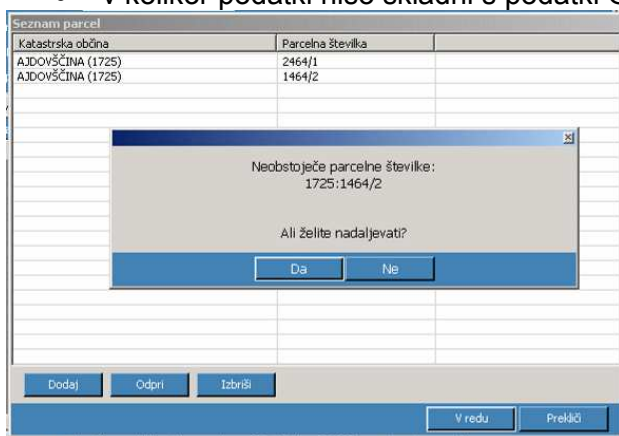 V kolikor podatki niso skladni s podatki
Seznam parcel
Katastrska občina Parcelna številka
AJDOVŠČINA (1725) 2464/1
AJDOVŠČINA (1725) 1464/2
Neobstoječe parcelne številke:
1725:1464/2
Ali želite nadaljevati?
Da Ne
Dodaj Odpri Izbriši
V redu Prekliči